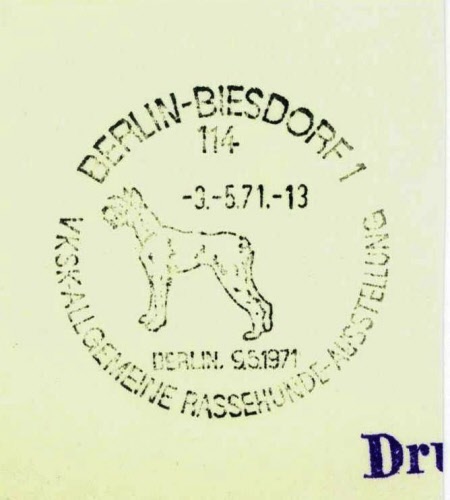 BERLIN-BIESDORF 1
114
-3.-5.71.-13
VKSK-ALLGEMEINE RASSEHUNDE-AUSSTELLUNG
BERLIN. 9.5.1971
Dru